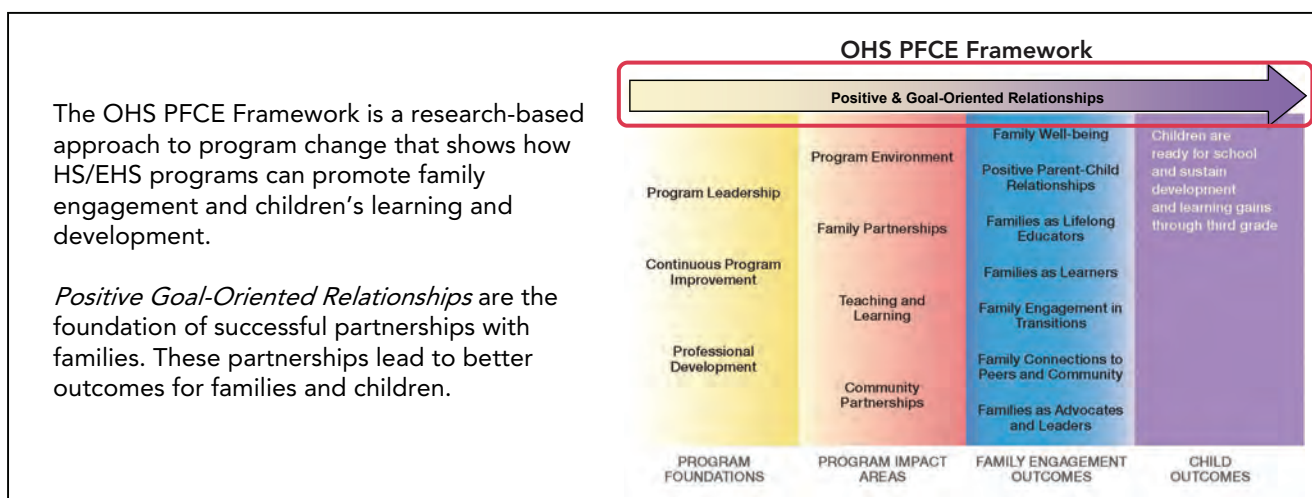 The OHS PFCE Framework is a research-based
approach to program change that shows how
HS/EHS programs can promote family
engagement and children's learning and
development.
Positive Goal-Oriented Relationships are the
foundation of successful partnerships with
families. These partnerships lead to better
outcomes for families and children.
OHS PFCE Framework
Positive & Goal-Oriented Relationships
Program Leadership
Continuous Program
Improvement
Professional
Development
PROGRAM
FOUNDATIONS
Program Environment
Family Partnerships
Teaching and
Learning
Community
Partnerships
PROGRAM IMPACT
AREAS
Family Well-being
Positive Parent-Child
Relationships
Families as Lifelong
Educators
Families as Learners
Family Engagement in
Transitions
Family Connections to
Peers and Community
Families as Advocates
and Leaders
FAMILY ENGAGEMENT
OUTCOMES
Children are
ready for school
and sustain
development
and learning gains
through third grade
CHILD
OUTCOMES